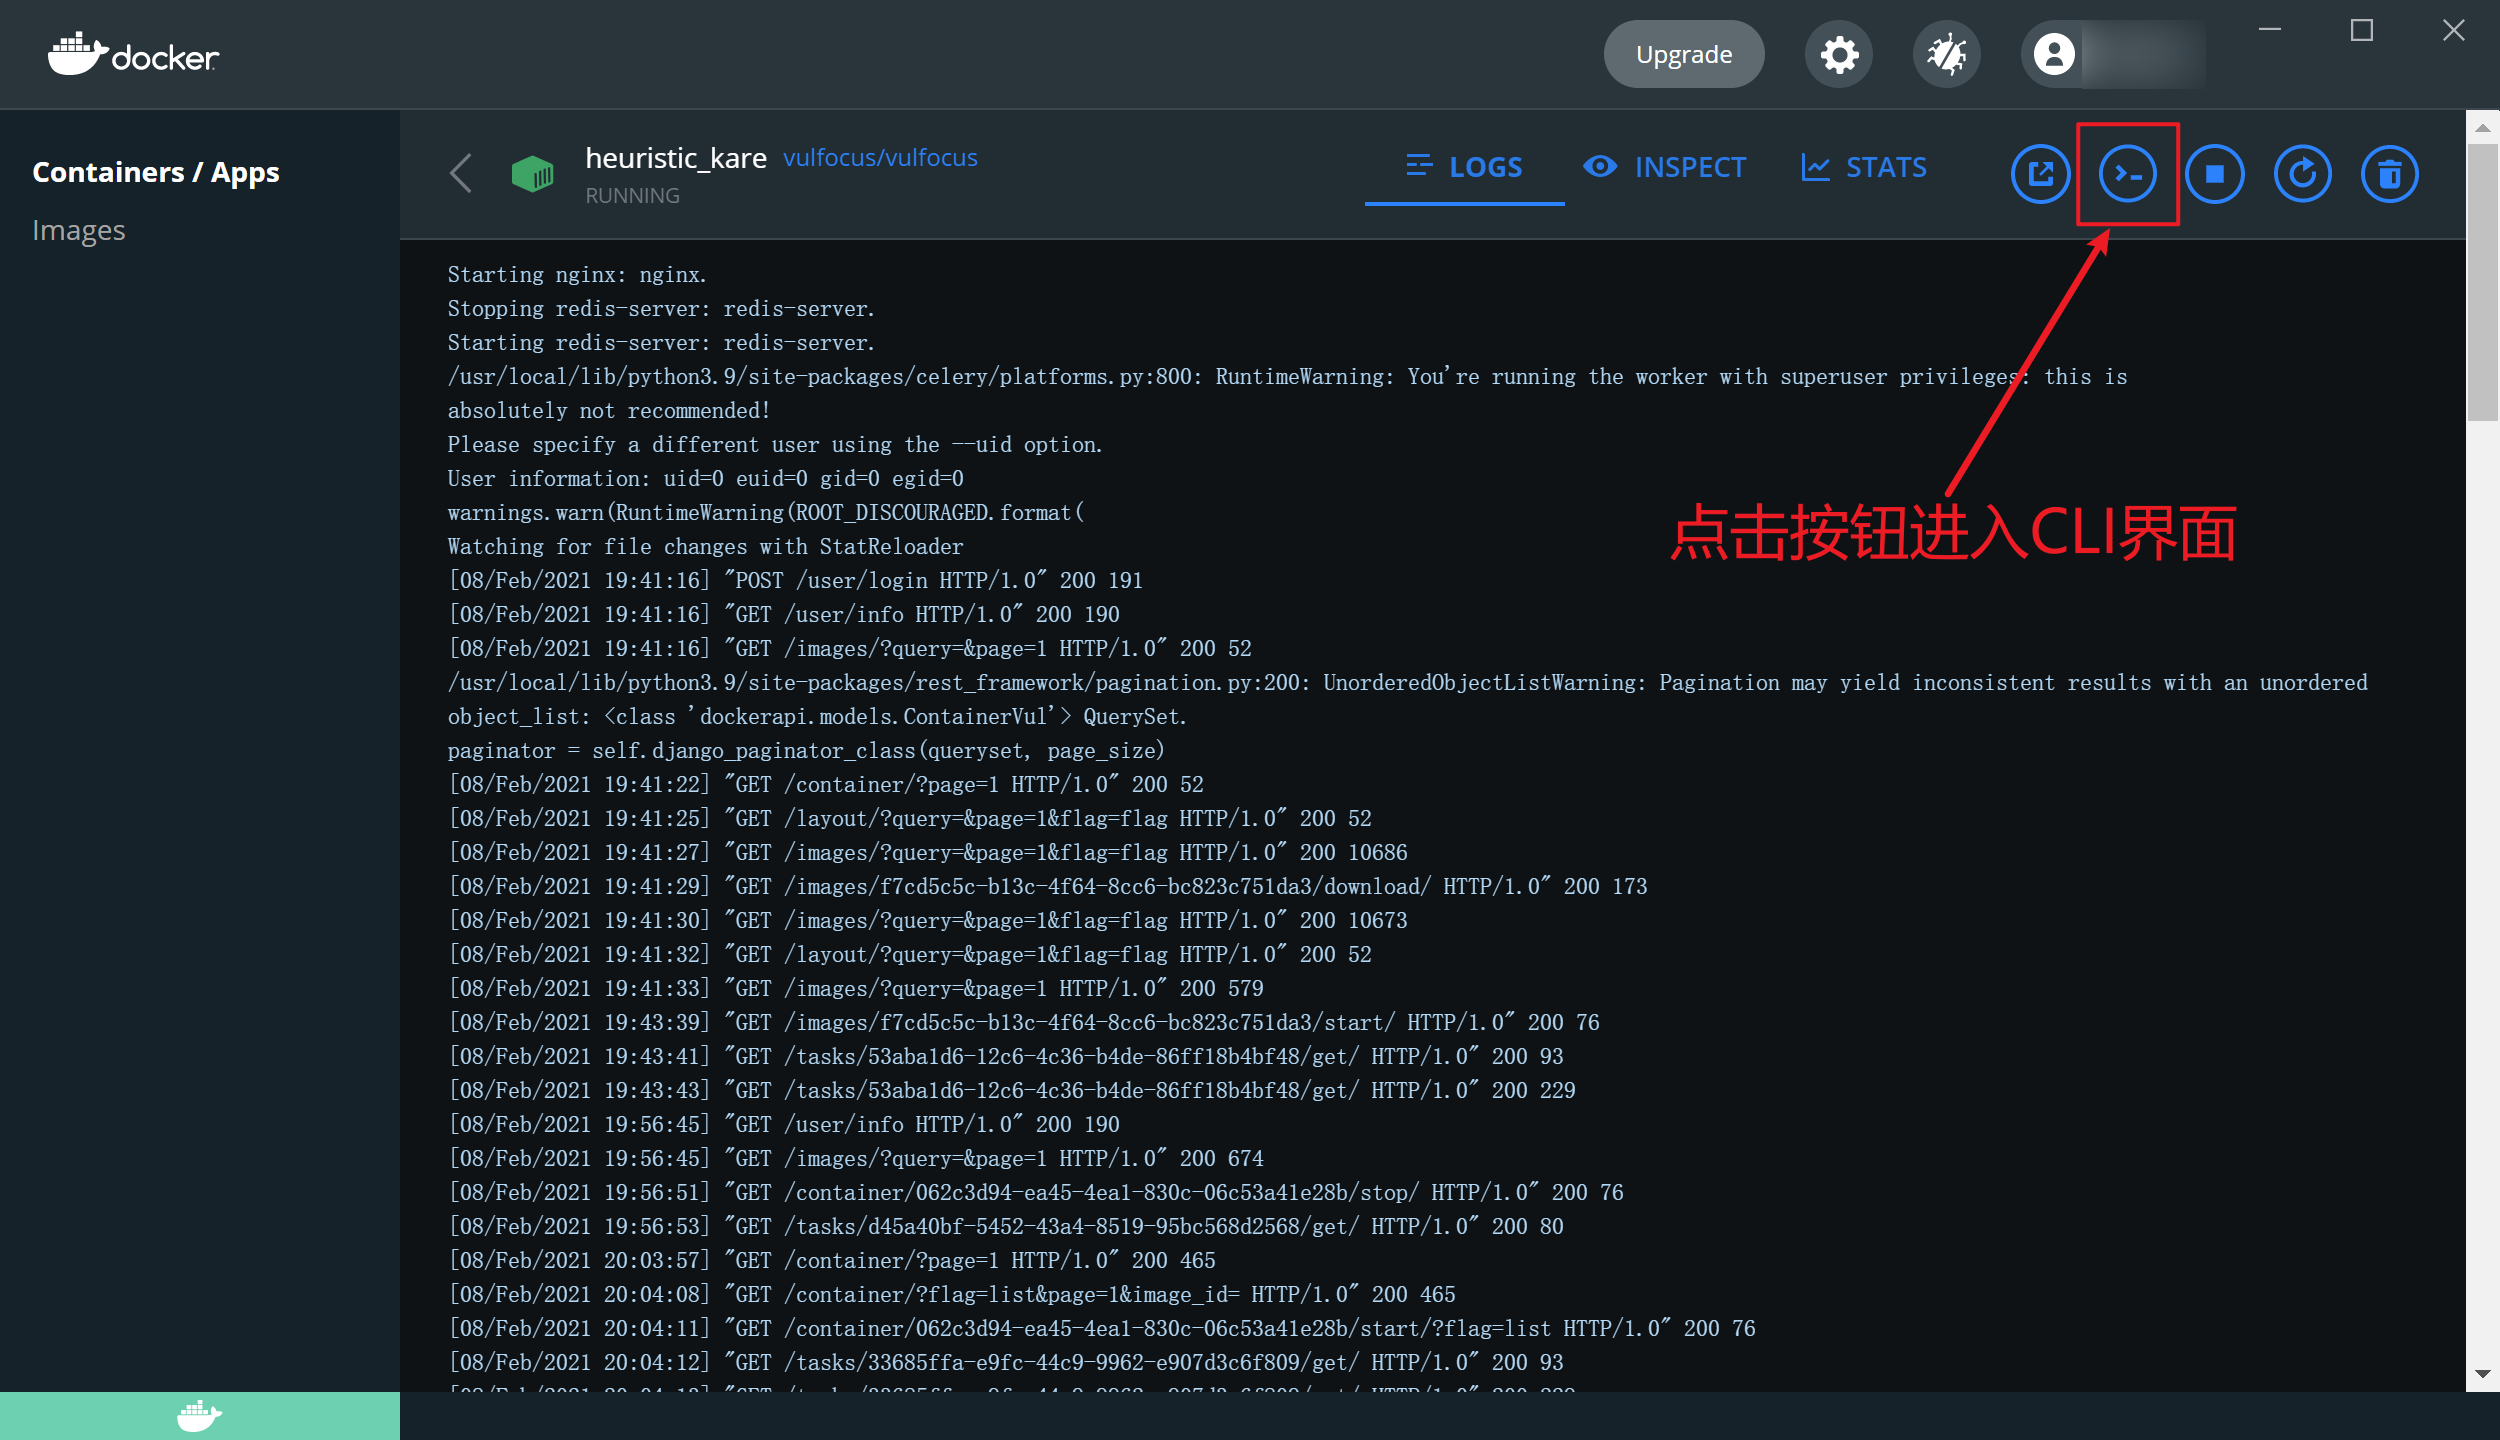 docker
Upgrade
Containers / Apps
Images
heuristic_kare vulfocus/vulfocus
RUNNING
LOGS
INSPECT
STATS
Starting nginx: nginx.
Stopping redis-server: redis-server.
Starting redis-server: redis-server.
/usr/local/lib/python3.9/site-packages/celery/platforms.py:800: RuntimeWarning: You're running the worker with superuser privileges: this is
absolutely not recommended!
Please specify a different user using the --uid option.
User information: uid=0 euid=0 gid=0 egid=0
warnings.warn(RuntimeWarning(ROOT_DISCOURAGED.format(
点击按钮进入CLI界面
Watching for file changes with StatReloader
[08/Feb/2021 19:41:16] "POST /user/login HTTP/1.0" 200 191
[08/Feb/2021 19:41:16] "GET /user/info HTTP/1.0" 200 190
[08/Feb/2021 19:41:16] "GET /images/?query=&page=1 HTTP/1.0" 200 52
/usr/local/lib/python3.9/site-packages/rest_framework/pagination.py:200: UnorderedObjectListWarning: Pagination may yield inconsistent results with an unordered
object_list: <class 'dockerapi.models.ContainerVul'> QuerySet.
paginator = self.django_paginator_class(queryset, page_size)
[08/Feb/2021 19:41:22] "GET /container/?page=1 HTTP/1.0" 200 52
[08/Feb/2021 19:41:25] "GET /layout/?query=&page=1&flag=flag HTTP/1.0" 200 52
[08/Feb/2021 19:41:27] "GET /images/?query=&page=1&flag=flag HTTP/1.0" 200 10686
[08/Feb/2021 19:41:29] "GET /images/f7cd5c5c-b13c-4f64-8cc6-bc823c751da3/download/ HTTP/1.0" 200 173
[08/Feb/2021 19:41:30] "GET /images/?query=&page=1&flag=flag HTTP/1.0" 200 10673
[08/Feb/2021 19:41:32] "GET /layout/?query=&page=1&flag=flag HTTP/1.0" 200 52
[08/Feb/2021 19:41:33] "GET /images/?query=&page=1 HTTP/1.0" 200 579
[08/Feb/2021 19:43:39] "GET /images/f7cd5c5c-b13c-4f64-8cc6-bc823c751da3/start/ HTTP/1.0" 200 76
[08/Feb/2021 19:43:41] "GET /tasks/53aba1d6-12c6-4c36-b4de-86ff18b4bf48/get/ HTTP/1.0" 200 93
[08/Feb/2021 19:43:43] "GET /tasks/53aba1d6-12c6-4c36-b4de-86ff18b4bf48/get/ HTTP/1.0" 200 229
[08/Feb/2021 19:56:45] "GET /user/info HTTP/1.0" 200 190
[08/Feb/2021 19:56:45] "GET /images/?query=&page=1 HTTP/1.0" 200 674
[08/Feb/2021 19:56:51] "GET /container/062c3d94-ea45-4ea1-830c-06c53a41e28b/stop/ HTTP/1.0" 200 76
[08/Feb/2021 19:56:53] "GET /tasks/d45a40bf-5452-43a4-8519-95bc568d2568/get/ HTTP/1.0" 200 80
[08/Feb/2021 20:03:57] "GET /container/?page=1 HTTP/1.0" 200 465
[08/Feb/2021 20:04:08] "GET /container/?flag=list&page=1&image_id= HTTP/1.0" 200 465
[08/Feb/2021 20:04:11] "GET /container/062c3d94-ea45-4ea1-830c-06c53a41e28b/start/?flag=list HTTP/1.0" 200 76
[08/Feb/2021 20:04:12] "GET /tasks/33685ffa-e9fc-44c9-9962-e907d3c6f809/get/ HTTP/1.0" 200 93